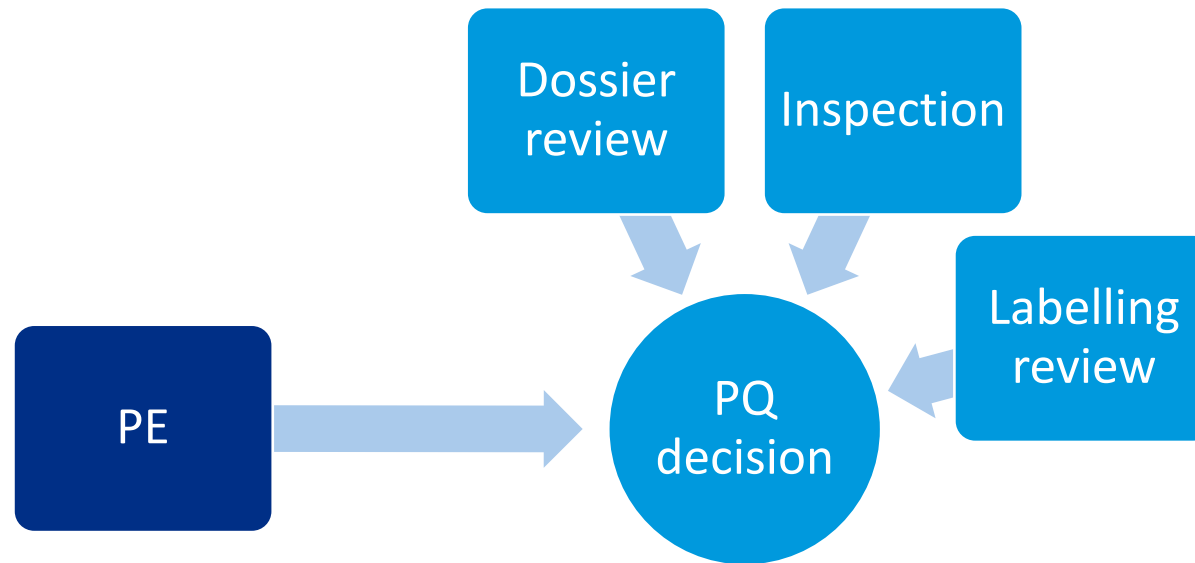 Dossier
review
Inspection
Labelling
review
PE
PQ
decision